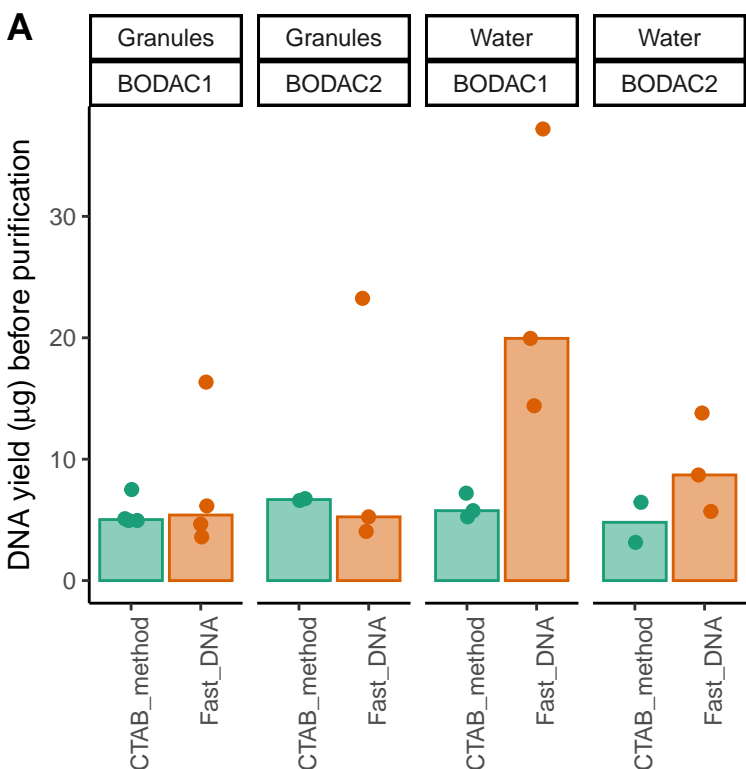 A
Granules Granules Water Water
BODAC1 BODAC2 BODAC1 BODAC2
DNA yield (μg) before purification
30
20
10
0
CTAB_method Fast_DNA CTAB_method Fast_DNA CTAB_method Fast_DNA CTAB_method Fast_DNA